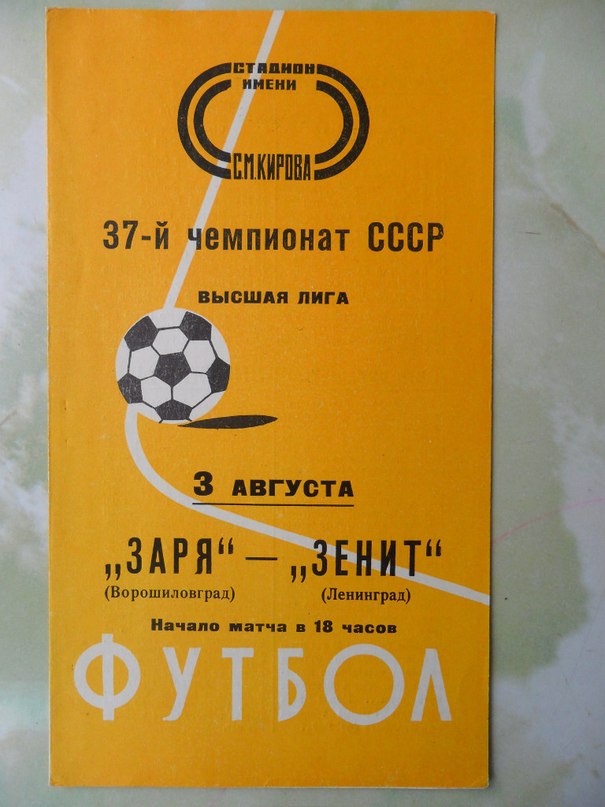 СТАДИОН
ИМЕНИ
С.М.КИРОВА
37-й чемпионат СССР
ВЫСШАЯ ЛИГА
3 АВГУСТА
„ЗАРЯ“ — „ЗЕНИТ“
(Ворошиловград) (Ленинград)
Начало матча в 18 часов
ФУТБОЛ